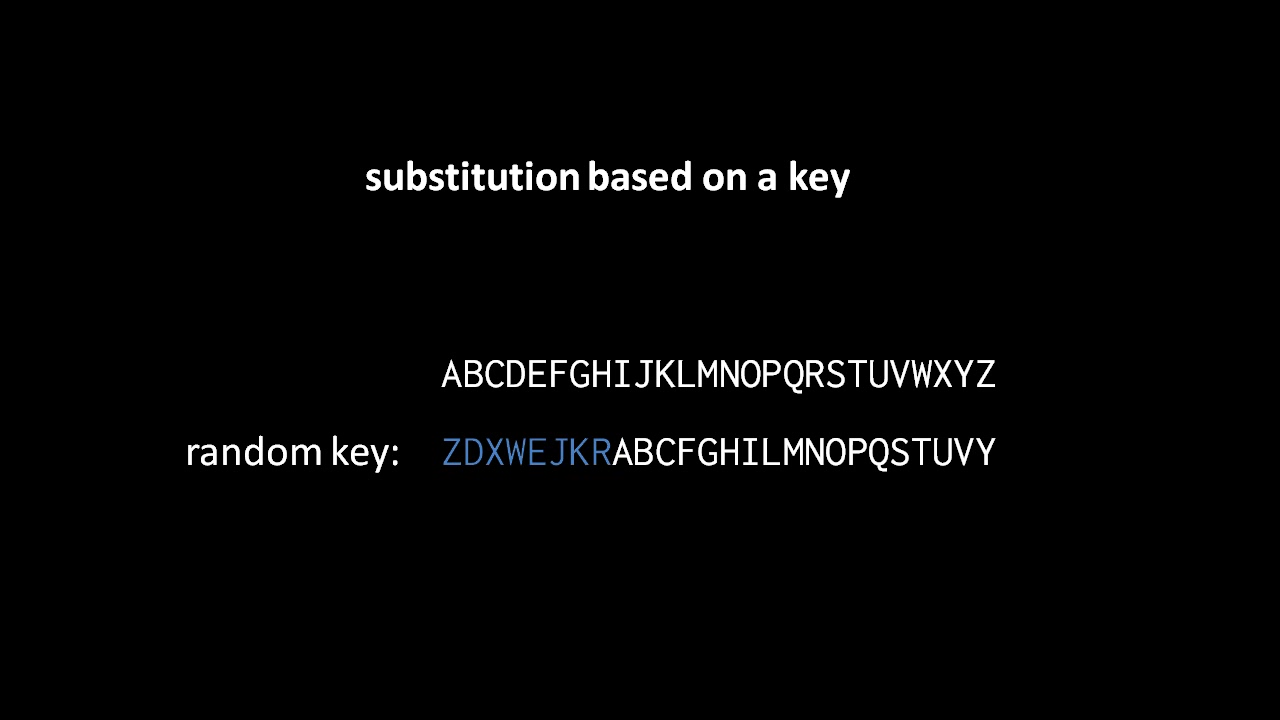 substitution based on a key
ABCDEFGHIJKLMNOPQRSTUVWXYZ
random key: ZDXWEJKRABCFGHILMNOPQSTUVY